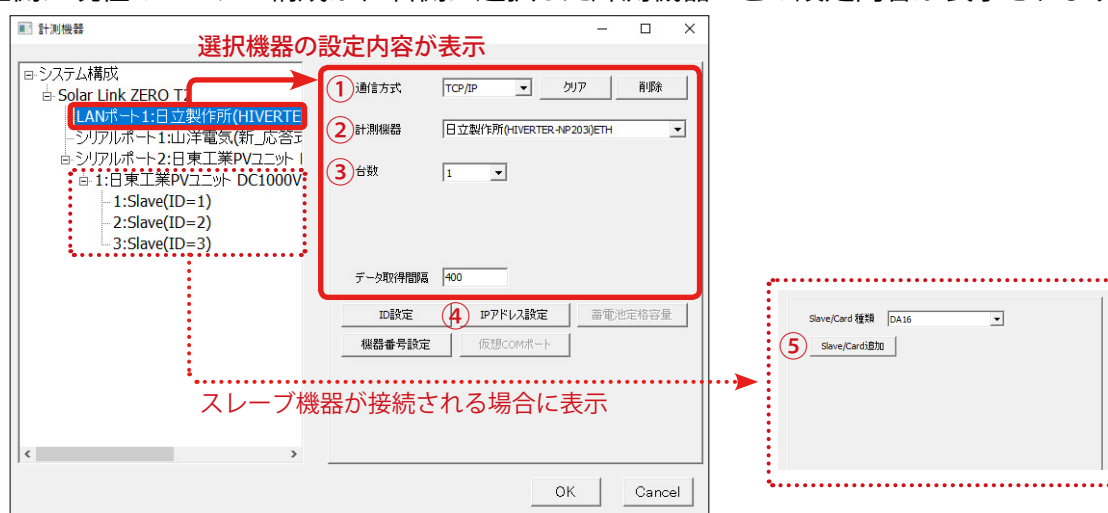 計測機器
選択機器の設定内容が表示
システム構成
Solar Link ZERO T
LANポート1:日立製作所(HIVERTE
シリアルポート1:山洋電気(新_応答式
シリアルポート2:日東工業PVユニット
1:日東工業PVユニット DC1000V
1:Slave(ID=1)
2:Slave(ID=2)
3:Slave(ID=3)
① 通信方式 TCP/IP クリア 削除
② 計測機器 日立製作所(HIVERTER-NP203i)ETH
③ 台数 1
データ取得間隔 400
ID設定 ④ IPアドレス設定 蓄電池定格容量
機器番号設定 仮想COMポート
スレーブ機器が接続される場合に表示
OK Cancel
Slave/Card 種類 DA16
⑤ Slave/Card追加